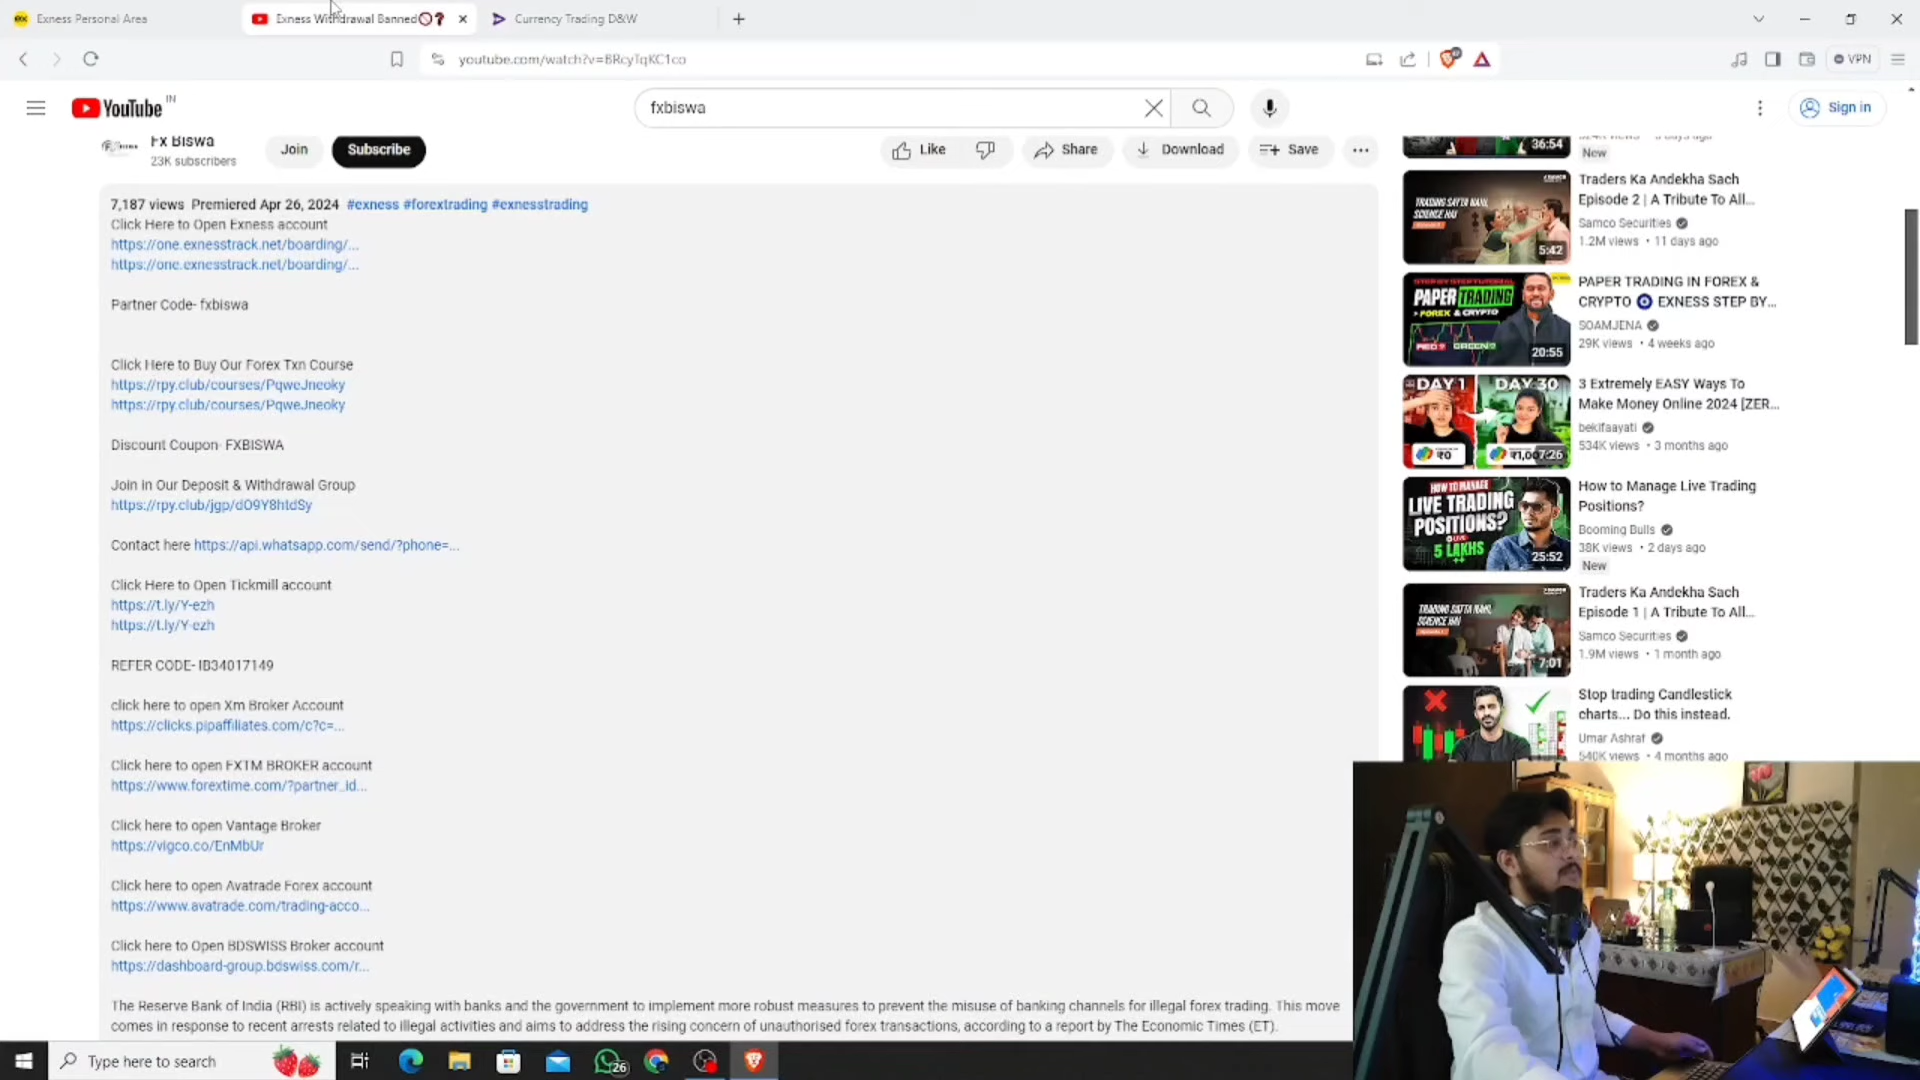 Exness Personal Area
Exness Withdrawal Banned
Currency Trading D&W
youtube.com/watch?v=BRcyTqKC1co
VPN
YouTube IN
fxbiswa
Sign in
Fx Biswa
23K subscribers
Join
Subscribe
Like
Share
Download
Save
7,187 views Premiered Apr 26, 2024 #exness #forextrading #exnesstrading
Click Here to Open Exness account
https://one.exnesstrack.net/boarding/...
https://one.exnesstrack.net/boarding/...
Partner Code- fxbiswa
Click Here to Buy Our Forex Txn Course
https://rpy.club/courses/PqweJneoky
https://rpy.club/courses/PqweJneoky
Discount Coupon- FXBISWA
Join in Our Deposit & Withdrawal Group
https://rpy.club/jgp/dO9Y8htdSy
Contact here https://api.whatsapp.com/send/?phone=...
Click Here to Open Tickmill account
https://t.ly/Y-ezh
https://t.ly/Y-ezh
REFER CODE- IB34017149
click here to open Xm Broker Account
https://clicks.pipaffiliates.com/c?c=...
Click here to open FXTM BROKER account
https://www.forextime.com/?partner_id...
Click here to open Vantage Broker
https://vigco.co/EnMbUr
Click here to open Avatrade Forex account
https://www.avatrade.com/trading-acco...
Click here to Open BDSWISS Broker account
https://dashboard-group.bdswiss.com/r...
The Reserve Bank of India (RBI) is actively speaking with banks and the government to implement more robust measures to prevent the misuse of banking channels for illegal forex trading. This move
comes in response to recent arrests related to illegal activities and aims to address the rising concern of unauthorised forex transactions, according to a report by The Economic Times (ET).
36:54
New
TRADING SATTA NAHI,
SCIENCE HAI
5:42
Traders Ka Andekha Sach
Episode 2 | A Tribute To All...
Samco Securities
1.2M views • 11 days ago
PAPER TRADING
FOREX & CRYPTO
20:55
PAPER TRADING IN FOREX &
CRYPTO EXNESS STEP BY...
SOAMJENA
29K views • 4 weeks ago
DAY 1
DAY 30
₹0
7:26
3 Extremely EASY Ways To
Make Money Online 2024 [ZER...
bekifaayati
534K views • 3 months ago
HOW TO MANAGE
LIVE TRADING
POSITIONS?
5 LAKHS
25:52
How to Manage Live Trading
Positions?
Booming Bulls
38K views • 2 days ago
New
TRADING SATTA NAHI,
SCIENCE HAI
7:01
Traders Ka Andekha Sach
Episode 1 | A Tribute To All...
Samco Securities
1.9M views • 1 month ago
Stop trading Candlestick
charts... Do this instead.
Umar Ashraf
540K views • 4 months ago
Type here to search
26